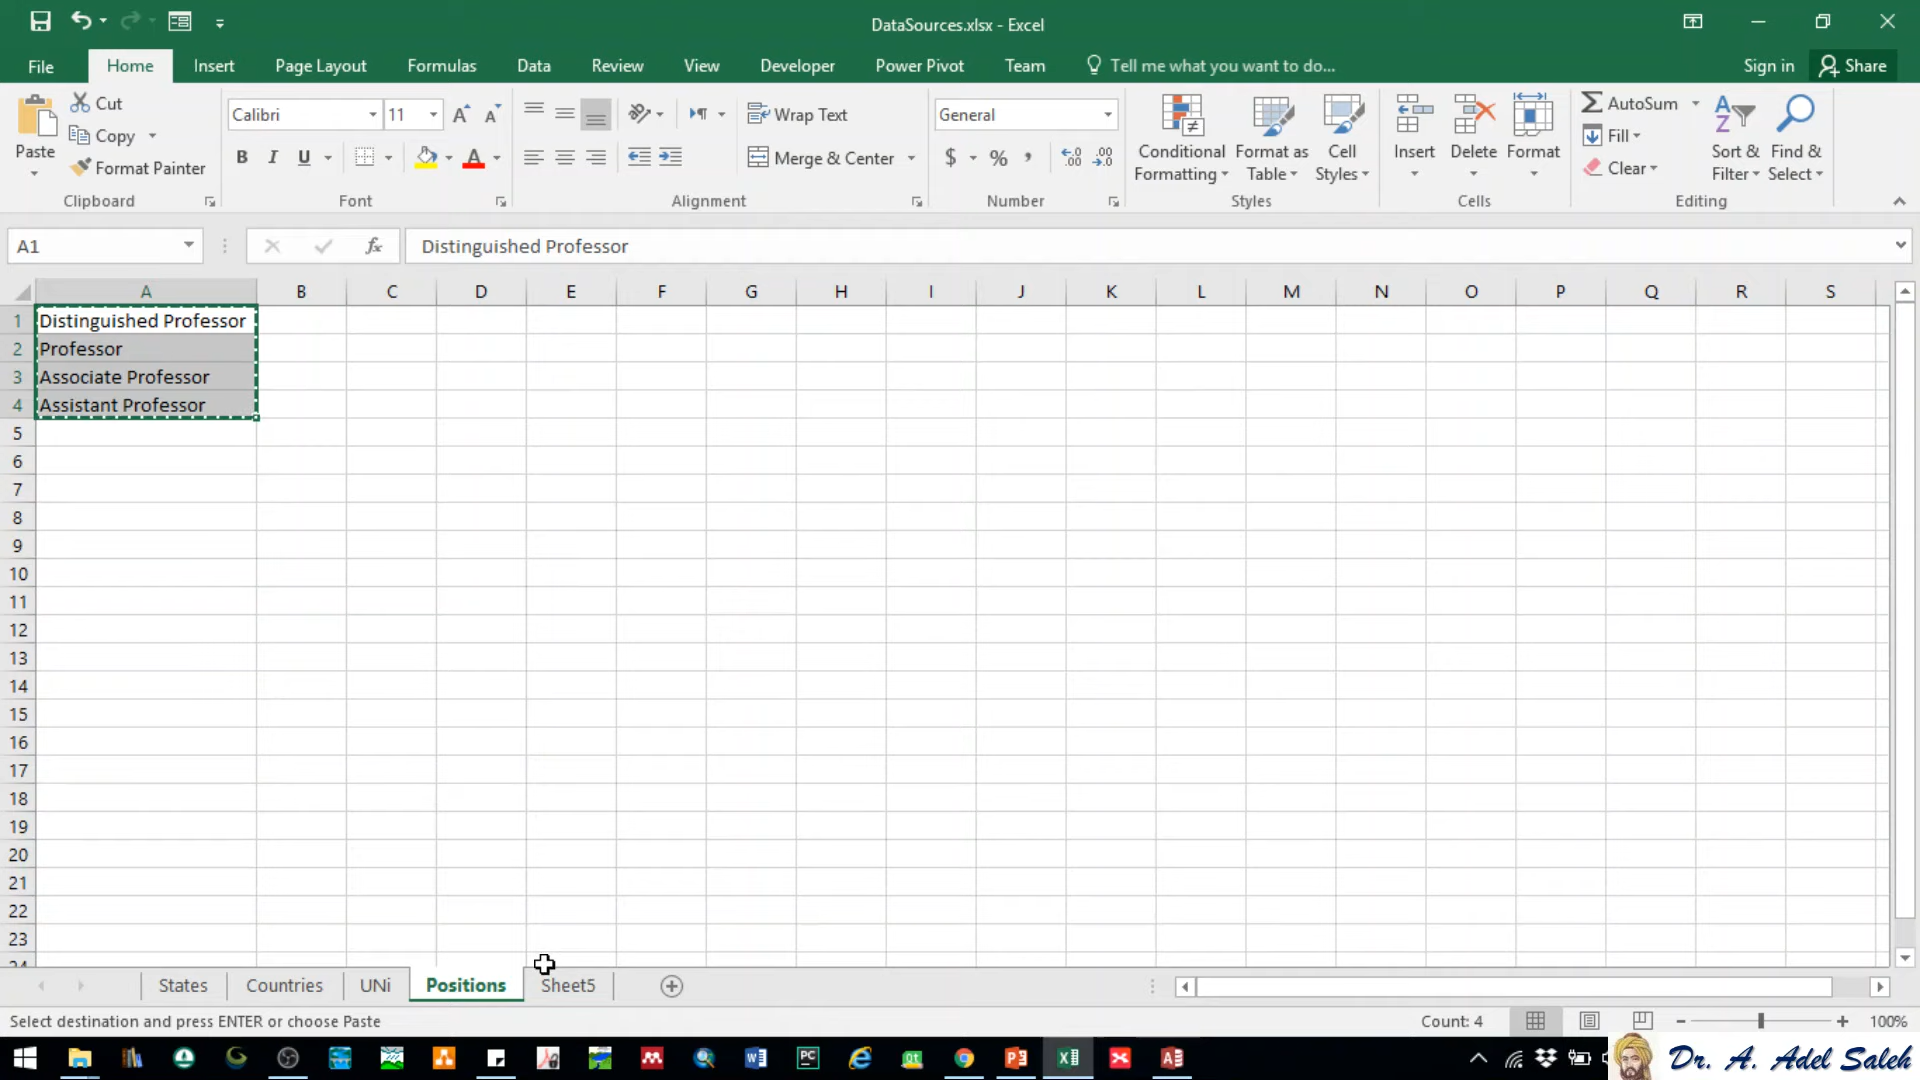 DataSources.xlsx - Excel
File Home Insert Page Layout Formulas Data Review View Developer Power Pivot Team Tell me what you want to do... Sign in Share
Paste
Cut
Copy
Format Painter
Clipboard
Calibri 11
B I U A
Font
Wrap Text
Merge & Center
Alignment
General
$ % ,
Number
Conditional Formatting
Format as Table
Cell Styles
Styles
Insert Delete Format
Cells
AutoSum
Fill
Clear
Sort & Filter
Find & Select
Editing
A1 fx Distinguished Professor
A B C D E F G H I J K L M N O P Q R S
1 Distinguished Professor
2 Professor
3 Associate Professor
4 Assistant Professor
5
6
7
8
9
10
11
12
13
14
15
16
17
18
19
20
21
22
23
24
States Countries UNi Positions Sheet5
Select destination and press ENTER or choose Paste Count: 4 100%
Dr. A. Adel Saleh